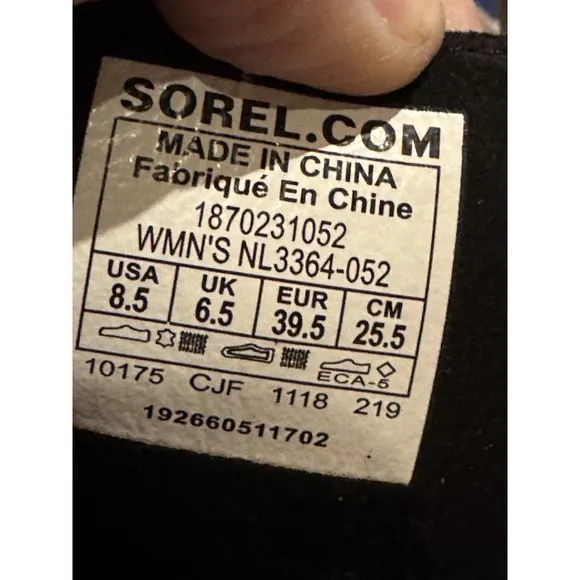 SOREL.COM
MADE IN CHINA
Fabriqué En Chine
1870231052
WMN'S NL3364-052
USA UK EUR CM
8.5 6.5 39.5 25.5
ECA-5
10175 CJF 1118 219
192660511702